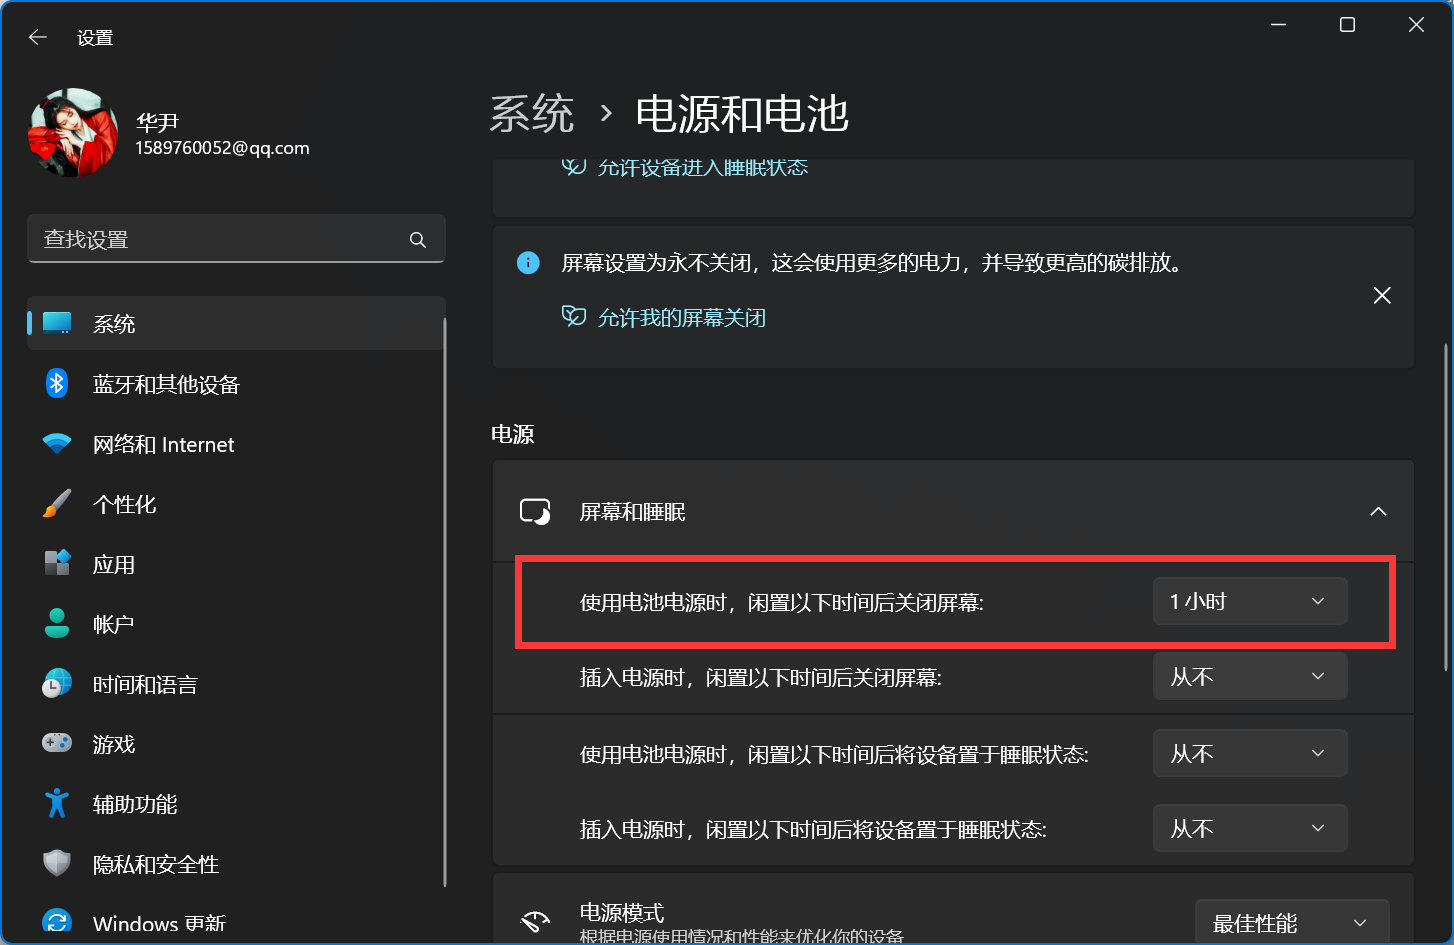 设置
华尹
1589760052@qq.com
查找设置
系统
蓝牙和其他设备
网络和 Internet
个性化
应用
帐户
时间和语言
游戏
辅助功能
隐私和安全性
Windows 更新
系统 › 电源和电池
允许设备进入睡眠状态
屏幕设置为永不关闭，这会使用更多的电力，并导致更高的碳排放。
允许我的屏幕关闭
电源
屏幕和睡眠
使用电池电源时，闲置以下时间后关闭屏幕: 1 小时
插入电源时，闲置以下时间后关闭屏幕: 从不
使用电池电源时，闲置以下时间后将设备置于睡眠状态: 从不
插入电源时，闲置以下时间后将设备置于睡眠状态: 从不
电源模式 最佳性能
根据电源使用情况和性能来优化你的设备